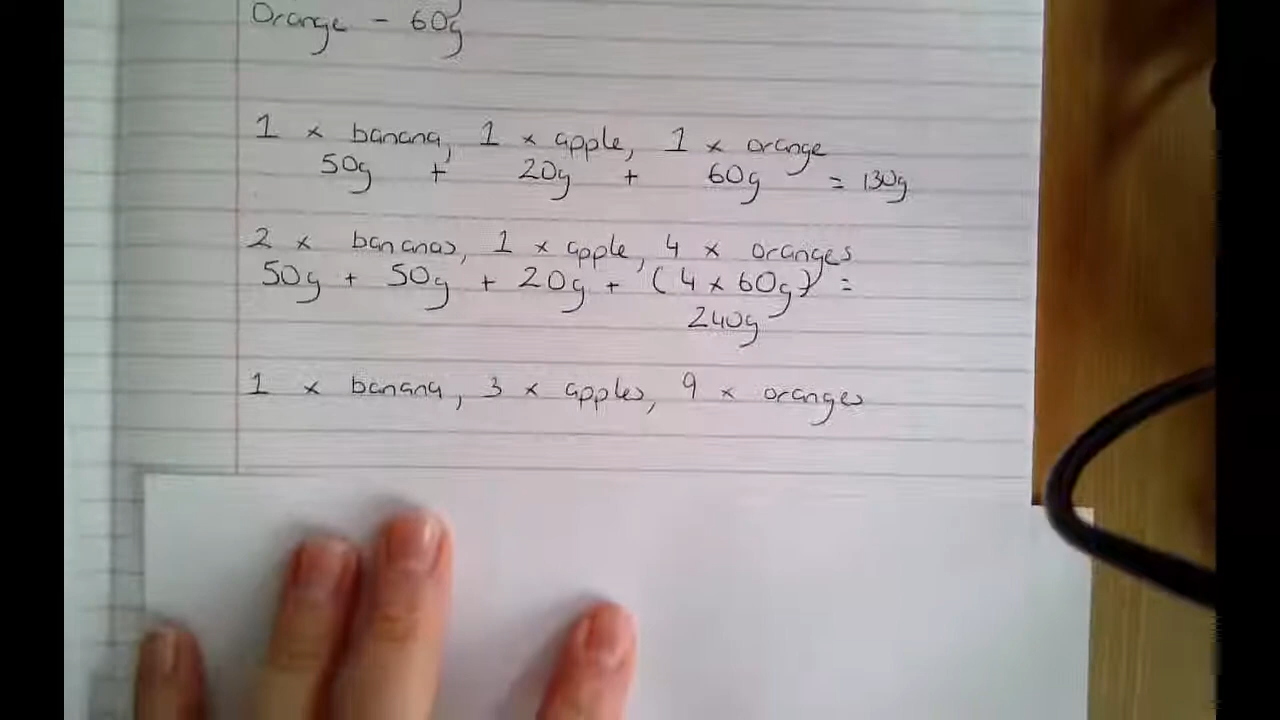 Orange - 60g
1 x banana, 1 x apple, 1 x orange
50g + 20g + 60g = 130g
2 x bananas, 1 x apple, 4 x oranges
50g + 50g + 20g + (4 x 60g) =
240g
1 x banana, 3 x apples, 9 x oranges